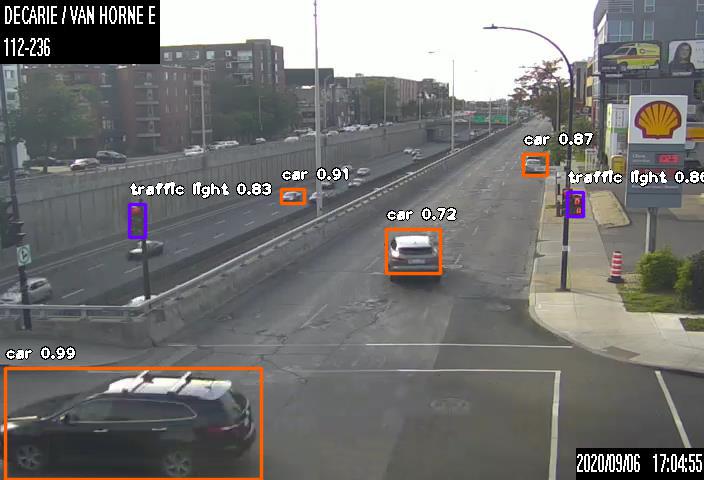 DECARIE / VAN HORNE E
112-236
car 0.87
car 0.91
traffic light 0.83
traffic light 0.86
car 0.72
car 0.99
2020/09/06 17:04:55